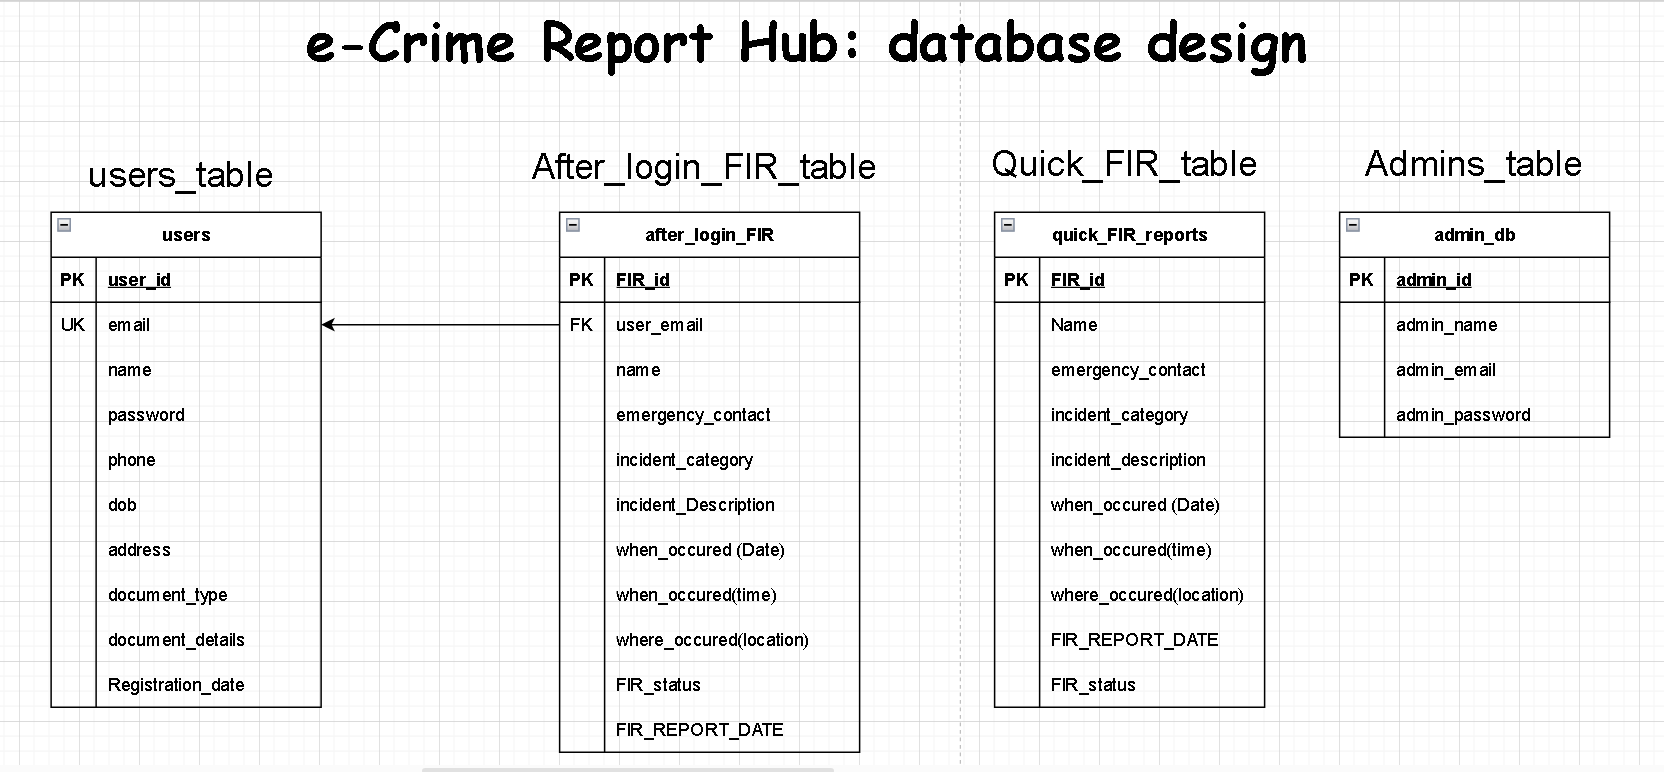 e-Crime Report Hub: database design
users_table
users
PK user_id
UK email
name
password
phone
dob
address
document_type
document_details
Registration_date
After_login_FIR_table
after_login_FIR
PK FIR_id
FK user_email
name
emergency_contact
incident_category
incident_Description
when_occured (Date)
when_occured(time)
where_occured(location)
FIR_status
FIR_REPORT_DATE
Quick_FIR_table
quick_FIR_reports
PK FIR_id
Name
emergency_contact
incident_category
incident_description
when_occured (Date)
when_occured(time)
where_occured(location)
FIR_REPORT_DATE
FIR_status
Admins_table
admin_db
PK admin_id
admin_name
admin_email
admin_password